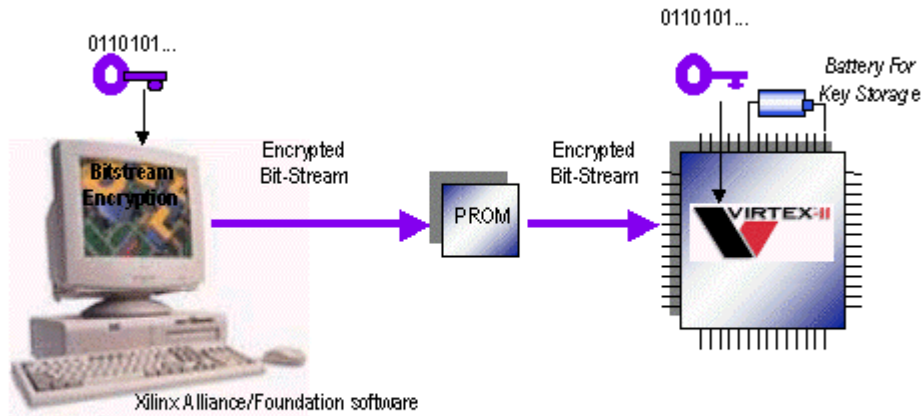 0110101...
0110101...
Battery For
Key Storage
Bitstream
Encryption
Encrypted
Bit-Stream
PROM
Encrypted
Bit-Stream
VIRTEX-II
Xilinx Alliance/Foundation software